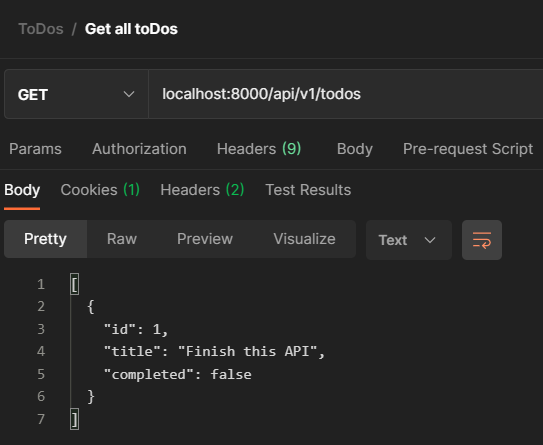 ToDos / Get all toDos
GET localhost:8000/api/v1/todos
Params Authorization Headers (9) Body Pre-request Script
Body Cookies (1) Headers (2) Test Results
Pretty Raw Preview Visualize Text
1 [
2 {
3 "id": 1,
4 "title": "Finish this API",
5 "completed": false
6 }
7 ]